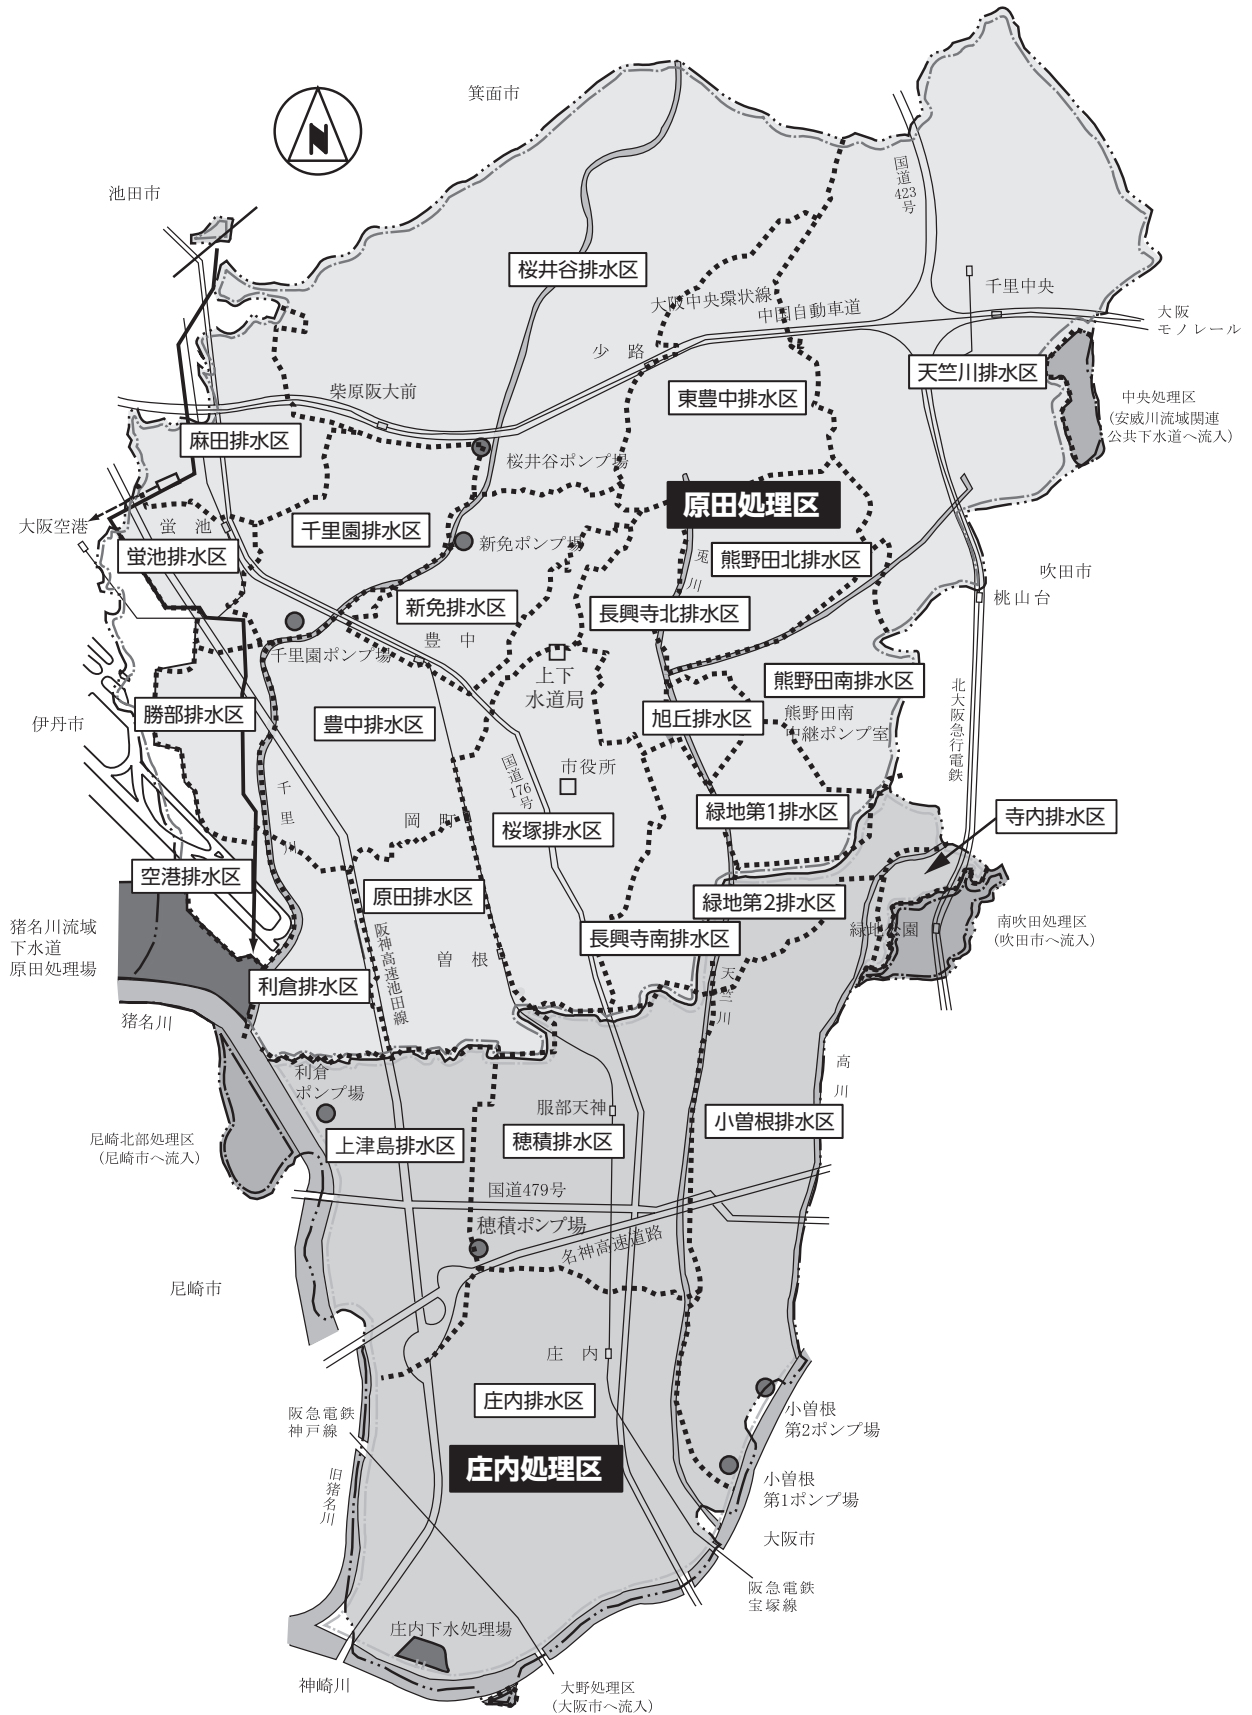 箕面市
N
池田市
国道423号
桜井谷排水区
大阪中央環状線
中国自動車道
千里中央
大阪
モノレール
少路
柴原阪大前
東豊中排水区
天竺川排水区
中央処理区
(安威川流域関連
公共下水道へ流入)
麻田排水区
桜井谷ポンプ場
原田処理区
大阪空港
蛍池
千里園排水区
新免ポンプ場
兎川
熊野田北排水区
蛍池排水区
吹田市
桃山台
新免排水区
長興寺北排水区
豊中
千里園ポンプ場
上下
水道局
熊野田南排水区
北大阪急行電鉄
伊丹市
勝部排水区
豊中排水区
旭丘排水区
熊野田南
中継ポンプ室
国道176号
市役所
千里川
岡町
桜塚排水区
緑地第1排水区
寺内排水区
空港排水区
原田排水区
緑地第2排水区
猪名川流域
下水道
原田処理場
阪神高速池田線
曽根
長興寺南排水区
緑地公園
南吹田処理区
(吹田市へ流入)
利倉排水区
天竺川
猪名川
利倉
ポンプ場
高川
服部天神
小曽根排水区
尼崎北部処理区
(尼崎市へ流入)
上津島排水区
穂積排水区
国道479号
穂積ポンプ場
名神高速道路
尼崎市
庄内
庄内排水区
阪急電鉄
神戸線
小曽根
第2ポンプ場
庄内処理区
旧猪名川
小曽根
第1ポンプ場
大阪市
阪急電鉄
宝塚線
庄内下水処理場
神崎川
大野処理区
(大阪市へ流入)